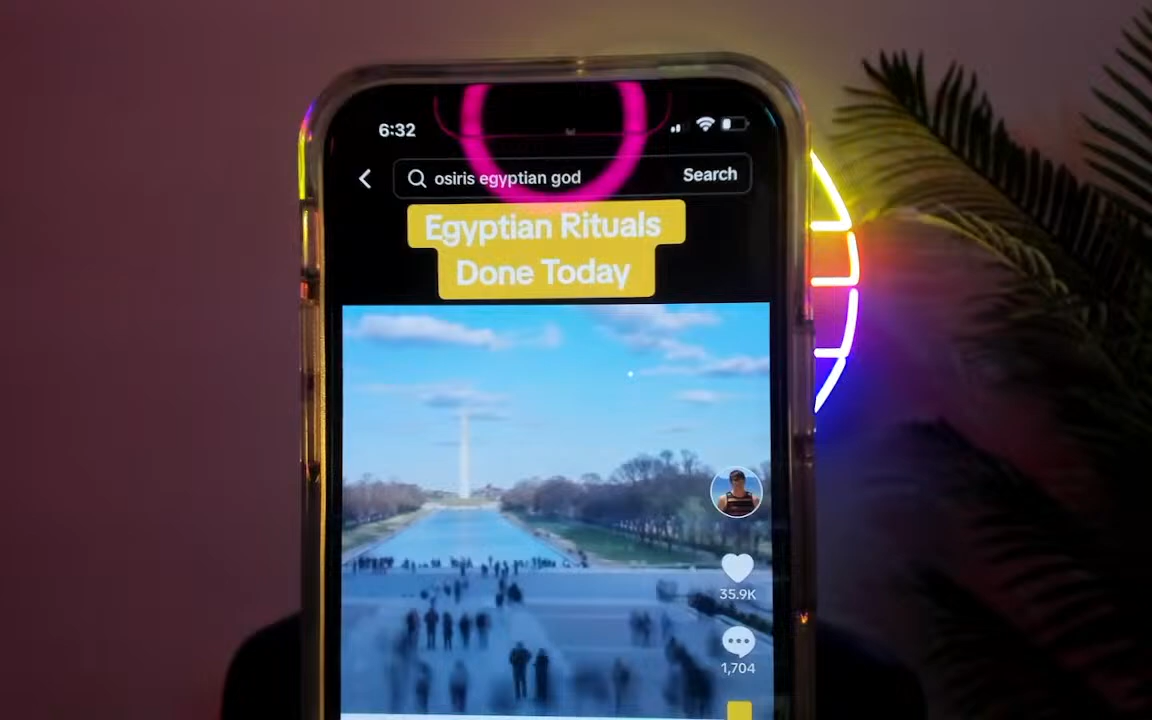 6:32
osiris egyptian god Search
Egyptian Rituals
Done Today
35.9K
1,704